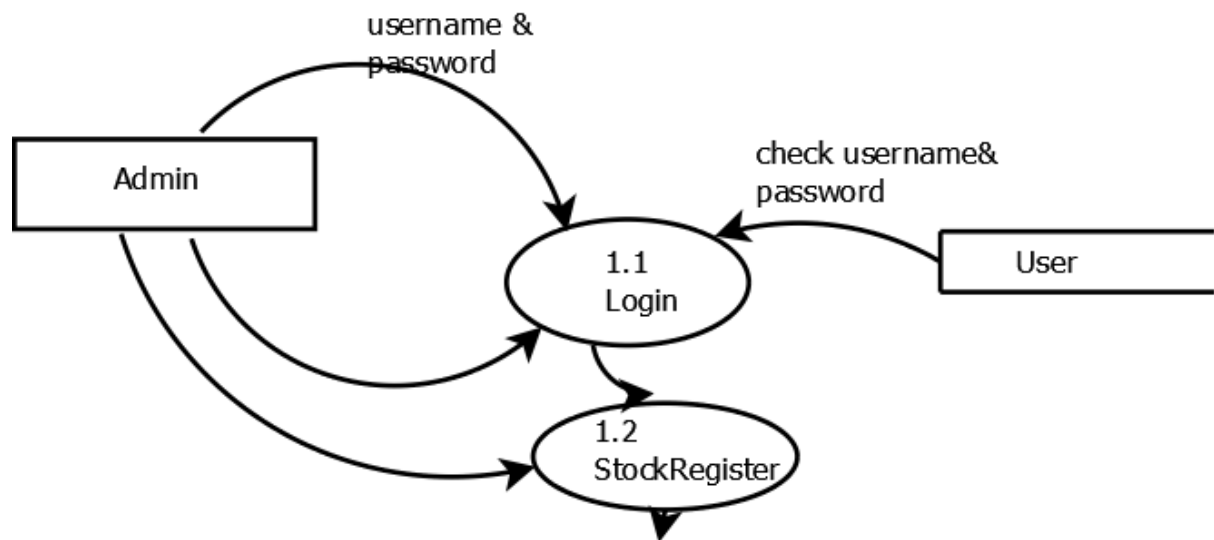 username &
password
Admin
check username&
password
1.1
Login
User
1.2
StockRegister